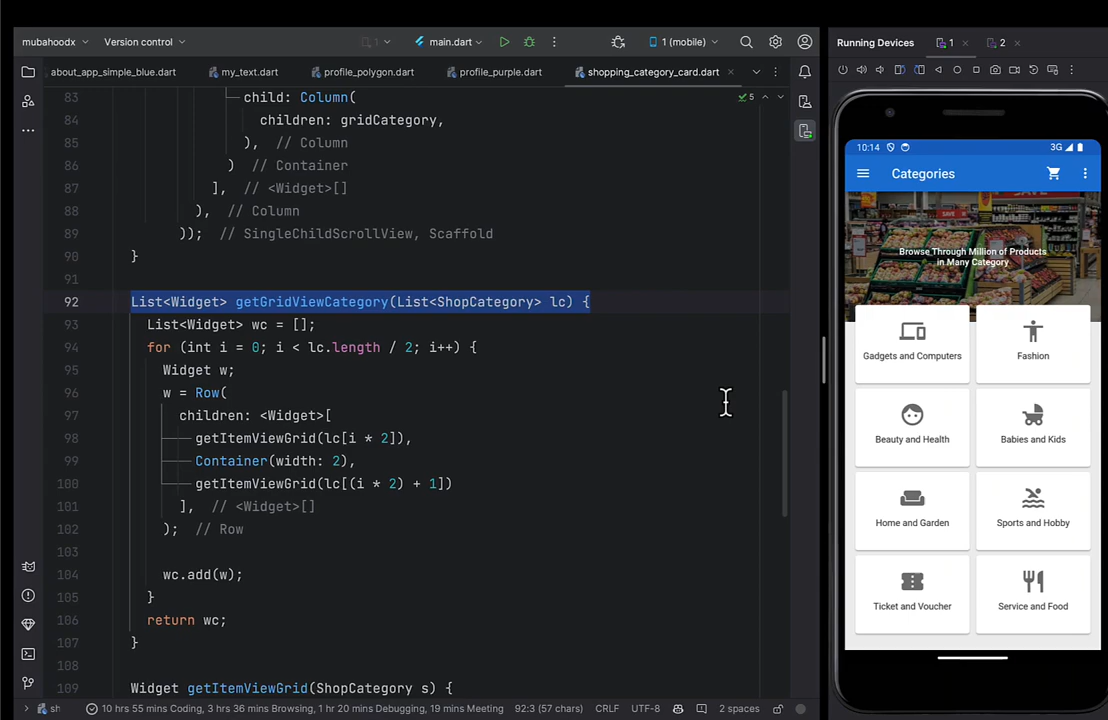 mubahoodx
Version control
1
main.dart
1 (mobile)
Running Devices
1
2
about_app_simple_blue.dart
my_text.dart
profile_polygon.dart
profile_purple.dart
shopping_category_card.dart
5
83 child: Column(
84 children: gridCategory,
85 ), // Column
86 ) // Container
87 ], // <Widget>[]
88 ), // Column
89 )); // SingleChildScrollView, Scaffold
90 }
91
92 List<Widget> getGridViewCategory(List<ShopCategory> lc) {
93 List<Widget> wc = [];
94 for (int i = 0; i < lc.length / 2; i++) {
95 Widget w;
96 w = Row(
97 children: <Widget>[
98 getItemViewGrid(lc[i * 2]),
99 Container(width: 2),
100 getItemViewGrid(lc[(i * 2) + 1])
101 ], // <Widget>[]
102 ); // Row
103
104 wc.add(w);
105 }
106 return wc;
107 }
108
109 Widget getItemViewGrid(ShopCategory s) {
sh
10 hrs 55 mins Coding, 3 hrs 36 mins Browsing, 1 hr 20 mins Debugging, 19 mins Meeting
92:3 (57 chars)
CRLF
UTF-8
2 spaces
10:14
3G
Categories
Browse Through Million of Products
in Many Category.
Gadgets and Computers
Fashion
Beauty and Health
Babies and Kids
Home and Garden
Sports and Hobby
Ticket and Voucher
Service and Food